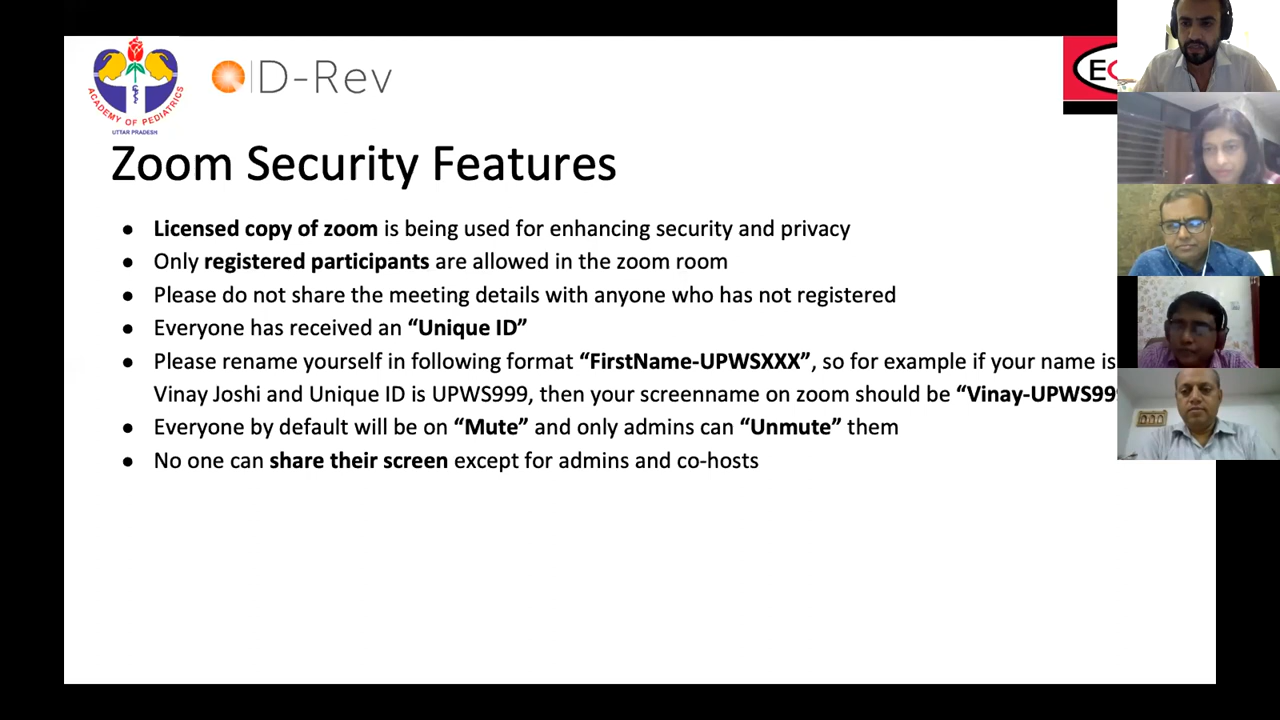 ACADEMY OF PEDIATRICS
UTTAR PRADESH
ID-Rev
Zoom Security Features
● Licensed copy of zoom is being used for enhancing security and privacy
● Only registered participants are allowed in the zoom room
● Please do not share the meeting details with anyone who has not registered
● Everyone has received an “Unique ID”
● Please rename yourself in following format “FirstName-UPWSXXX”, so for example if your name is
Vinay Joshi and Unique ID is UPWS999, then your screenname on zoom should be “Vinay-UPWS99
● Everyone by default will be on “Mute” and only admins can “Unmute” them
● No one can share their screen except for admins and co-hosts